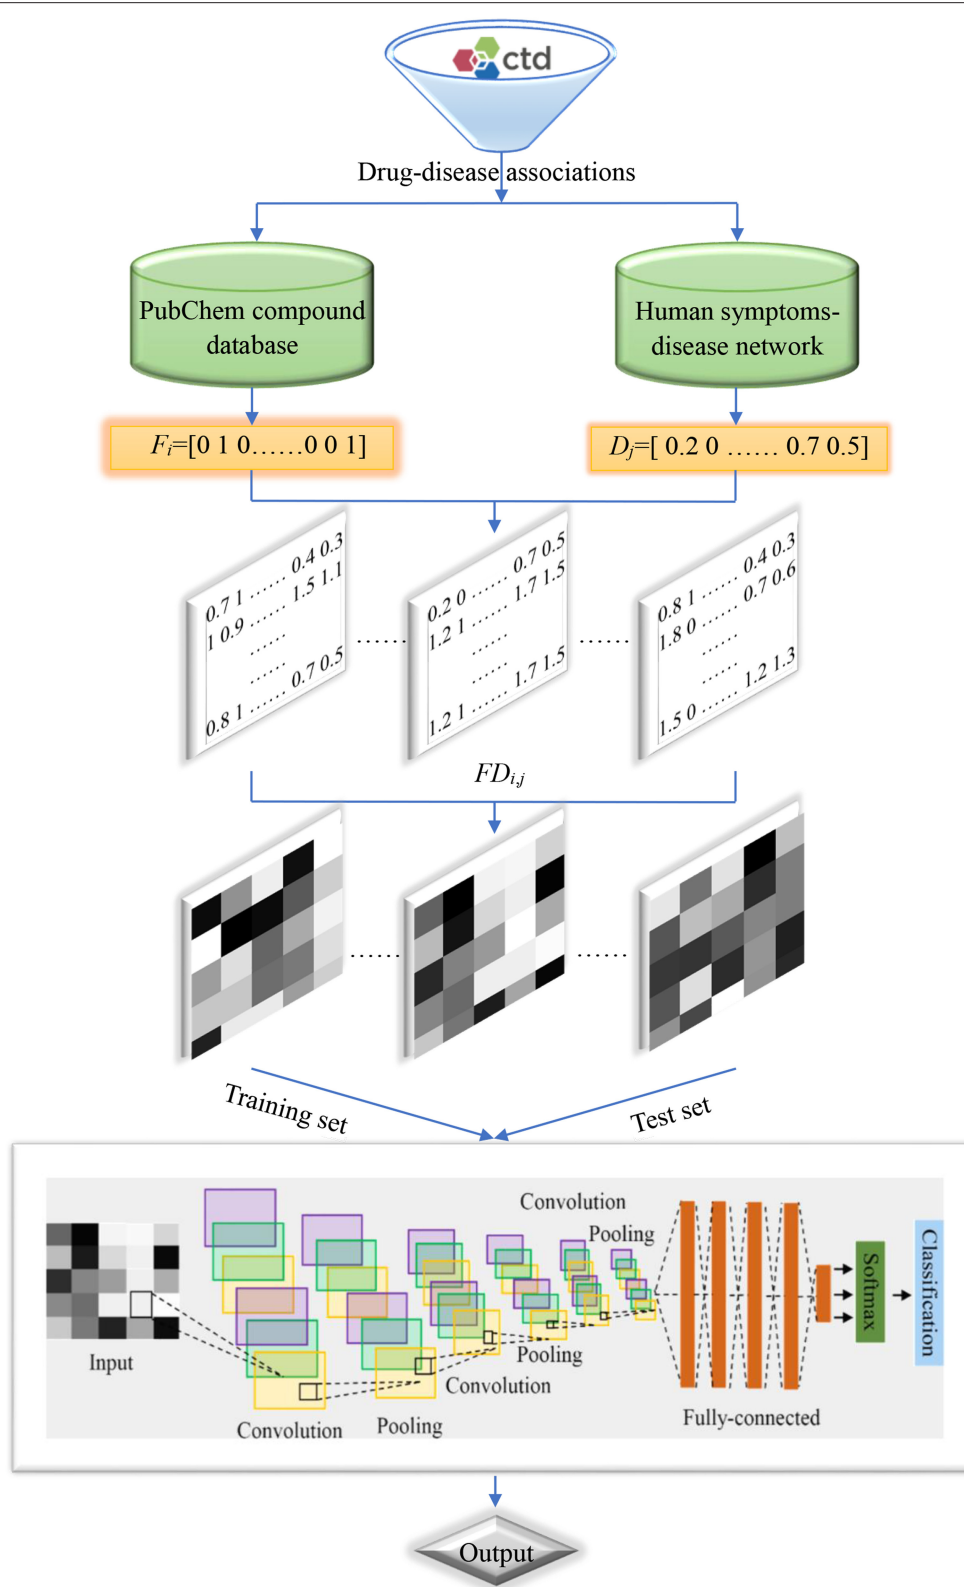 ctd
Drug-disease associations
PubChem compound
database
Human symptoms-
disease network
Fi=[0 1 0......0 0 1]
Dj=[ 0.2 0 ...... 0.7 0.5]
0.7 1 ...... 0.4 0.3
1 0.9 ...... 1.5 1.1
......
......
0.8 1 ...... 0.7 0.5
......
0.2 0 ...... 0.7 0.5
1.2 1 ...... 1.7 1.5
......
......
1.2 1 ...... 1.7 1.5
......
0.8 1 ...... 0.4 0.3
1.8 0 ...... 0.7 0.6
......
......
1.5 0 ...... 1.2 1.3
FDi,j
......
......
Training set
Test set
Convolution
Pooling
Input
Pooling
Convolution
Convolution
Pooling
Fully-connected
Softmax
Classification
Output